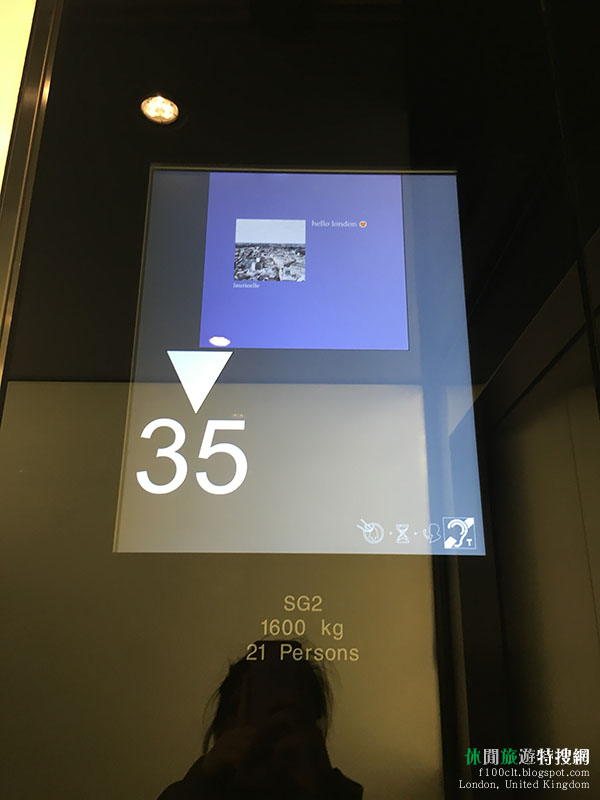 hello london 😍
lauriselle
35
T
SG2
1600 kg
21 Persons
休閒旅遊特搜網
f100clt.blogspot.com
London, United Kingdom